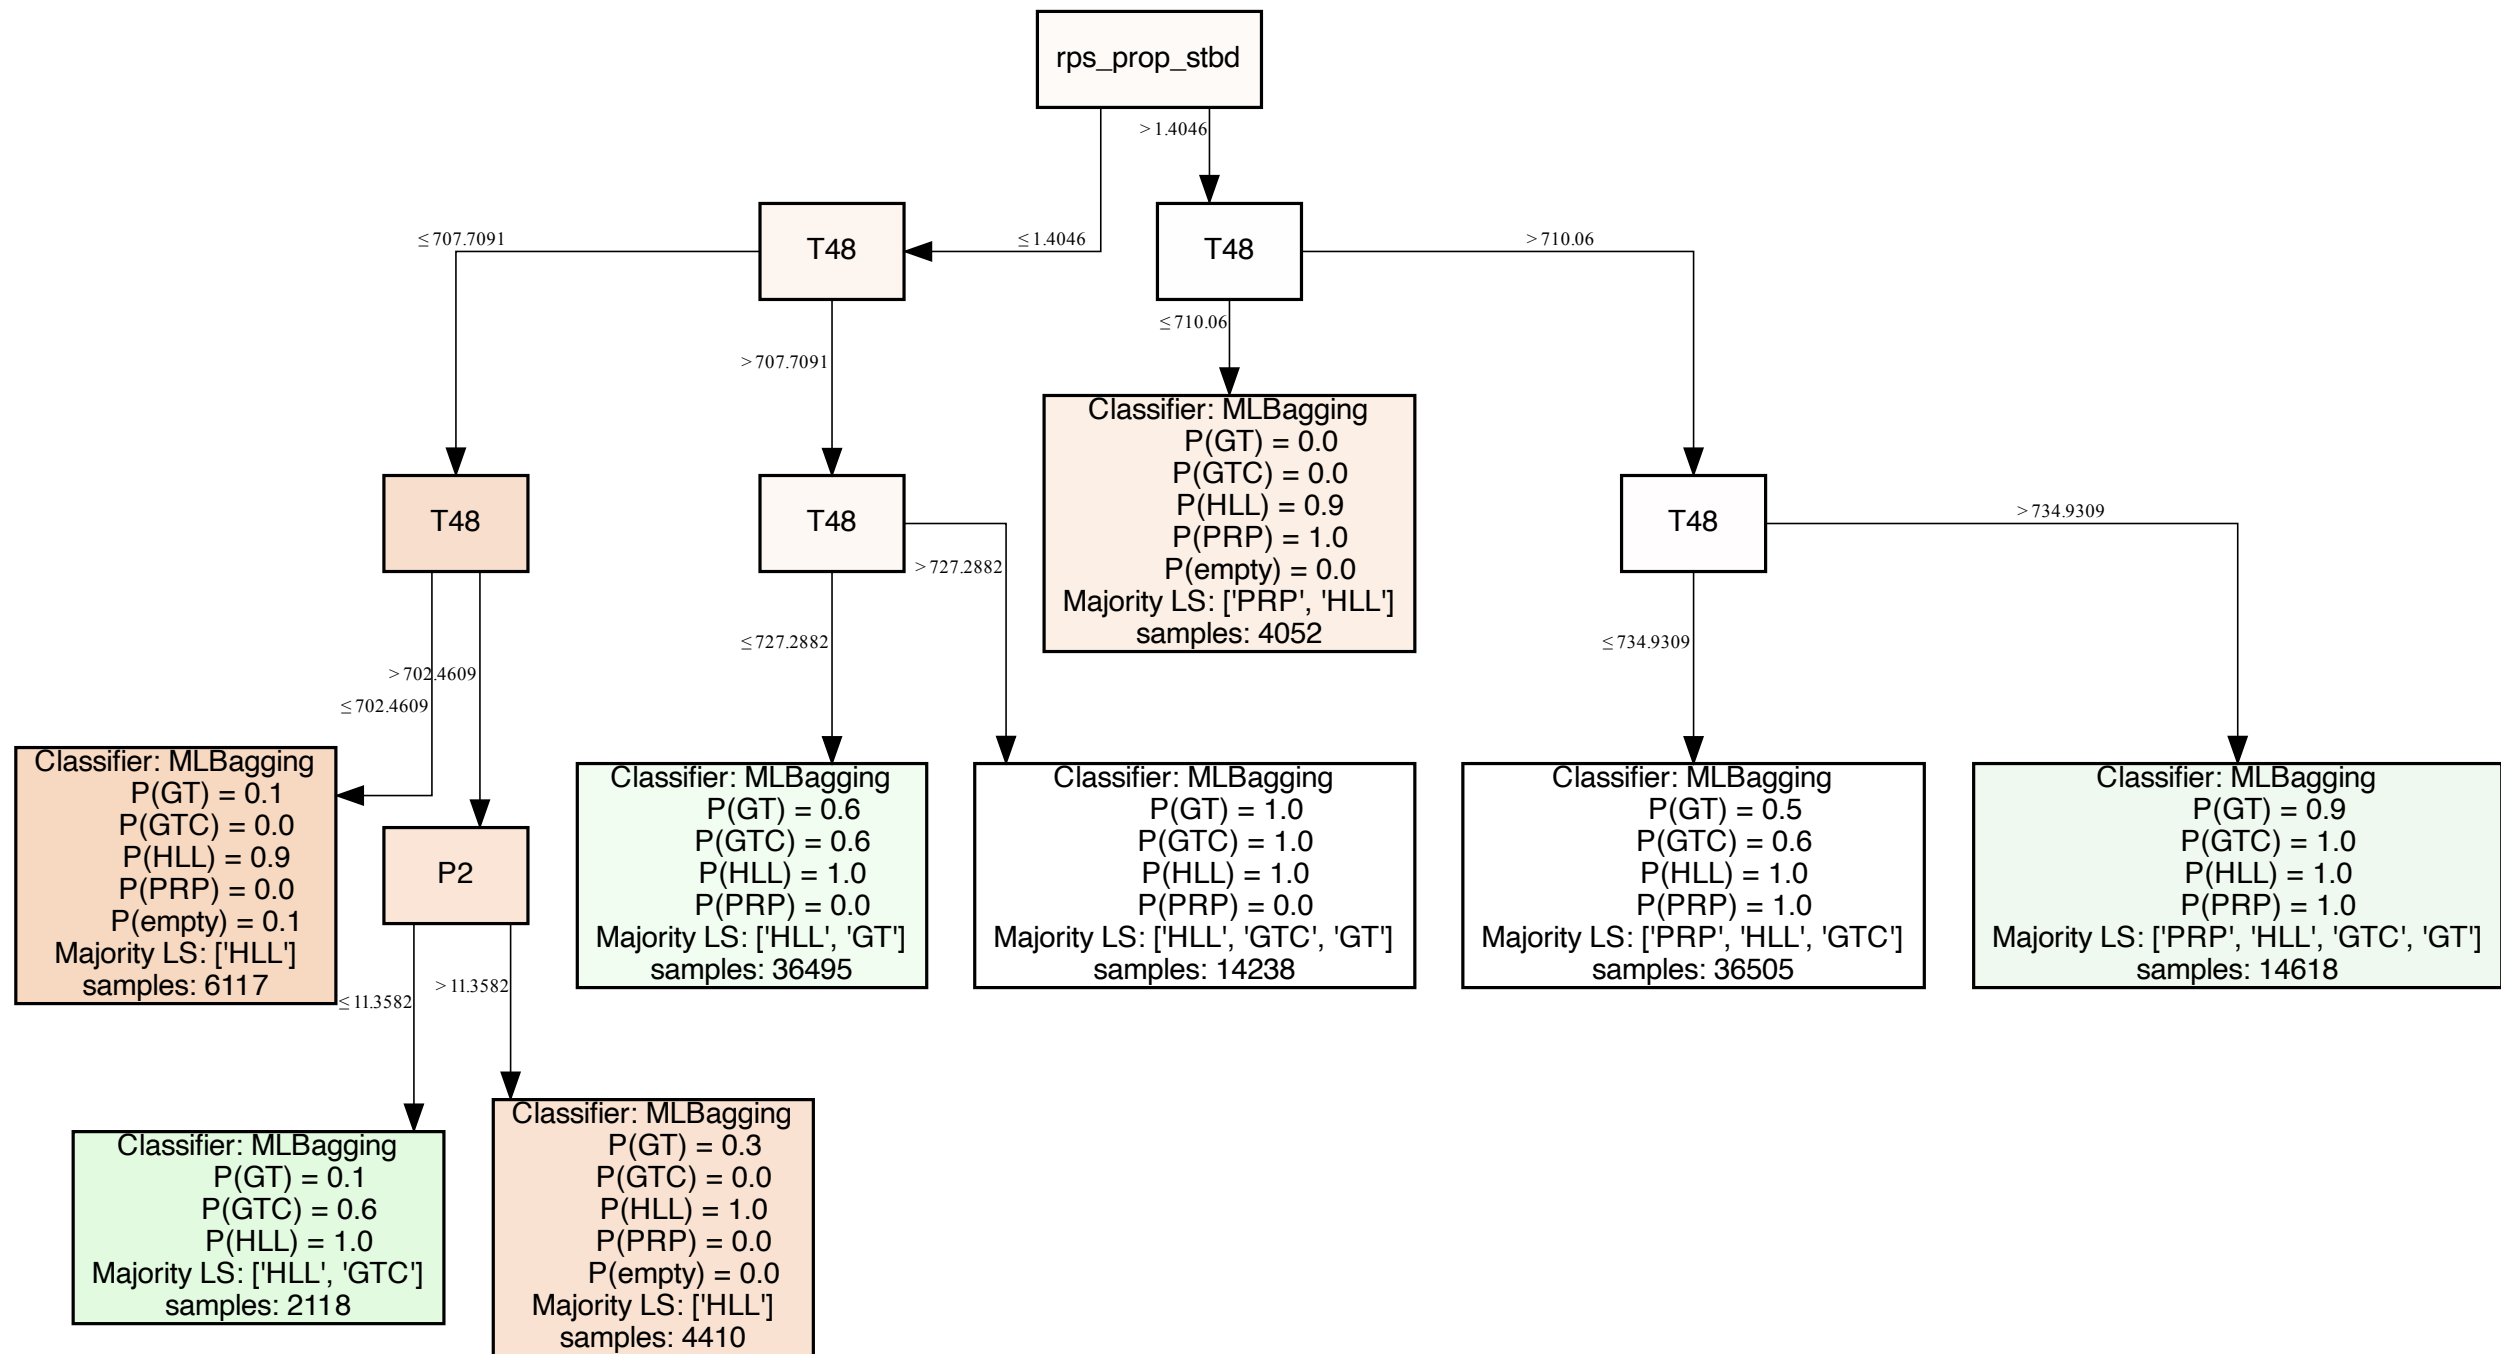 rps_prop_stbd
> 1.4046
≤ 707.7091
T48
≤ 1.4046
T48
> 710.06
≤ 710.06
> 707.7091
Classifier: MLBagging
P(GT) = 0.0
P(GTC) = 0.0
P(HLL) = 0.9
P(PRP) = 1.0
P(empty) = 0.0
Majority LS: ['PRP', 'HLL']
samples: 4052
T48
T48
> 727.2882
T48
> 734.9309
≤ 727.2882
≤ 734.9309
> 702.4609
≤ 702.4609
Classifier: MLBagging
P(GT) = 0.1
P(GTC) = 0.0
P(HLL) = 0.9
P(PRP) = 0.0
P(empty) = 0.1
Majority LS: ['HLL']
samples: 6117
P2
Classifier: MLBagging
P(GT) = 0.6
P(GTC) = 0.6
P(HLL) = 1.0
P(PRP) = 0.0
Majority LS: ['HLL', 'GT']
samples: 36495
Classifier: MLBagging
P(GT) = 1.0
P(GTC) = 1.0
P(HLL) = 1.0
P(PRP) = 0.0
Majority LS: ['HLL', 'GTC', 'GT']
samples: 14238
Classifier: MLBagging
P(GT) = 0.5
P(GTC) = 0.6
P(HLL) = 1.0
P(PRP) = 1.0
Majority LS: ['PRP', 'HLL', 'GTC']
samples: 36505
Classifier: MLBagging
P(GT) = 0.9
P(GTC) = 1.0
P(HLL) = 1.0
P(PRP) = 1.0
Majority LS: ['PRP', 'HLL', 'GTC', 'GT']
samples: 14618
≤ 11.3582
> 11.3582
Classifier: MLBagging
P(GT) = 0.1
P(GTC) = 0.6
P(HLL) = 1.0
Majority LS: ['HLL', 'GTC']
samples: 2118
Classifier: MLBagging
P(GT) = 0.3
P(GTC) = 0.0
P(HLL) = 1.0
P(PRP) = 0.0
P(empty) = 0.0
Majority LS: ['HLL']
samples: 4410